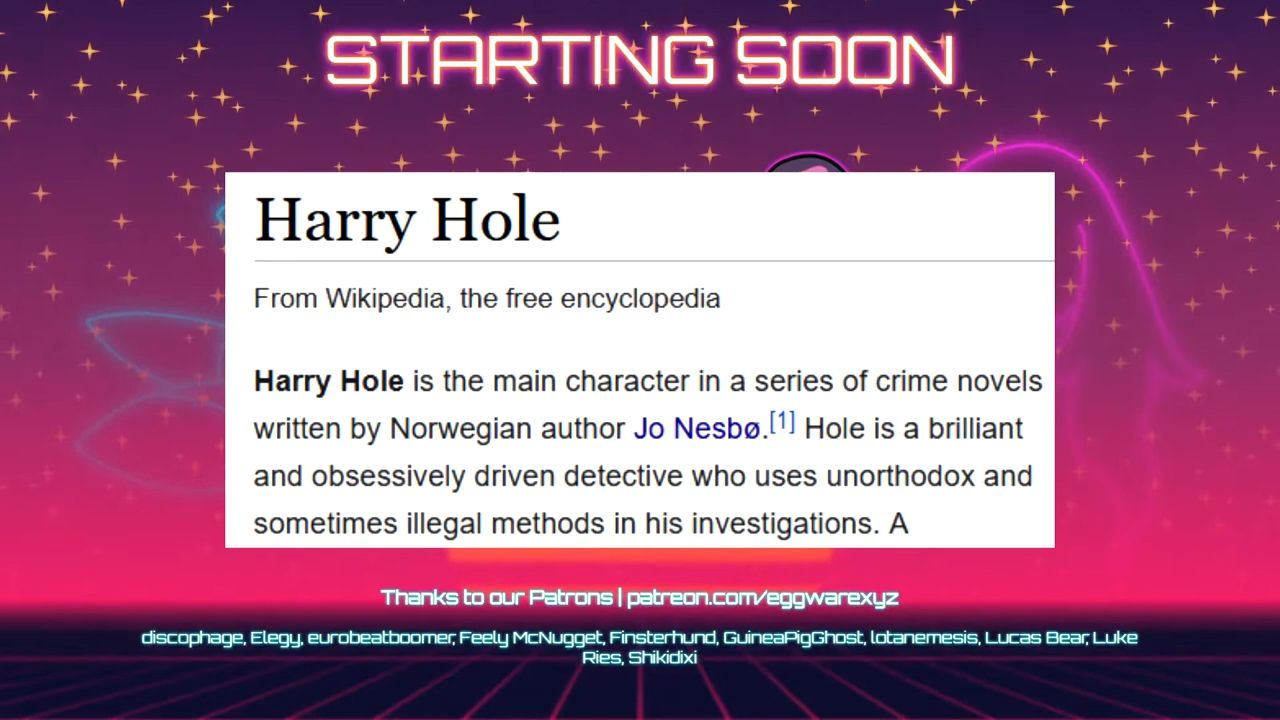 STARTING SOON
Harry Hole
From Wikipedia, the free encyclopedia
Harry Hole is the main character in a series of crime novels
written by Norwegian author Jo Nesbø.[1] Hole is a brilliant
and obsessively driven detective who uses unorthodox and
sometimes illegal methods in his investigations. A
Thanks to our Patrons | patreon.com/eggwarexyz
discophage, Elegy, eurobeatboomer, Feely McNugget, Finsterhund, GuineaPigGhost, lotanemesis, Lucas Bear, Luke
Ries, Shikidixi